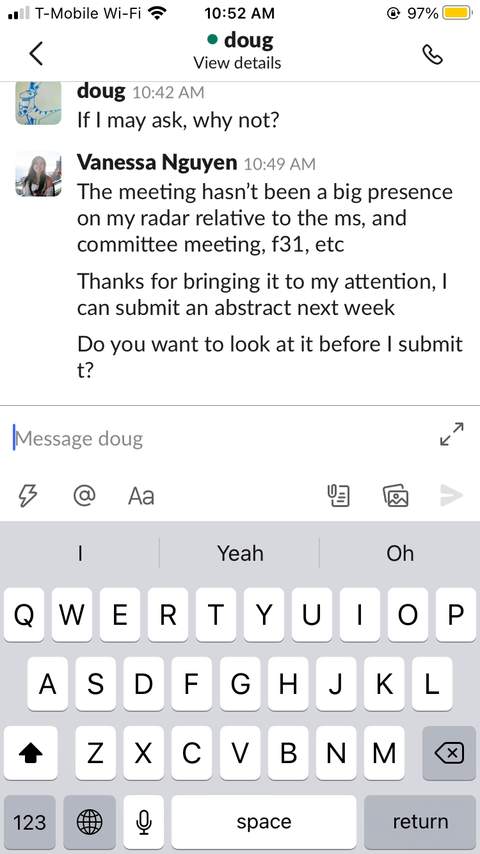 T-Mobile Wi-Fi 10:52 AM 97%
doug
View details
doug 10:42 AM
If I may ask, why not?
Vanessa Nguyen 10:49 AM
The meeting hasn't been a big presence
on my radar relative to the ms, and
committee meeting, f31, etc
Thanks for bringing it to my attention, I
can submit an abstract next week
Do you want to look at it before I submit
t?
Message doug
@ Aa
I Yeah Oh
Q W E R T Y U I O P
A S D F G H J K L
Z X C V B N M
123 space return